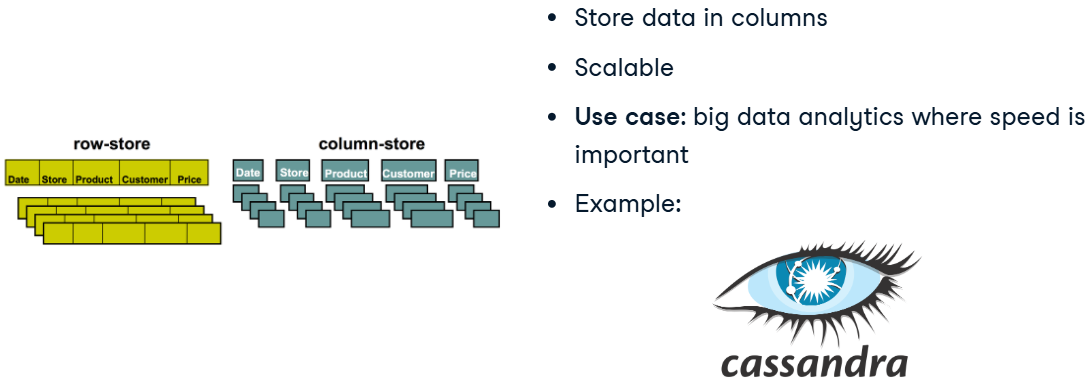 row-store
Date Store Product Customer Price
column-store
Date Store Product Customer Price
• Store data in columns
• Scalable
• Use case: big data analytics where speed is
important
• Example:
cassandra